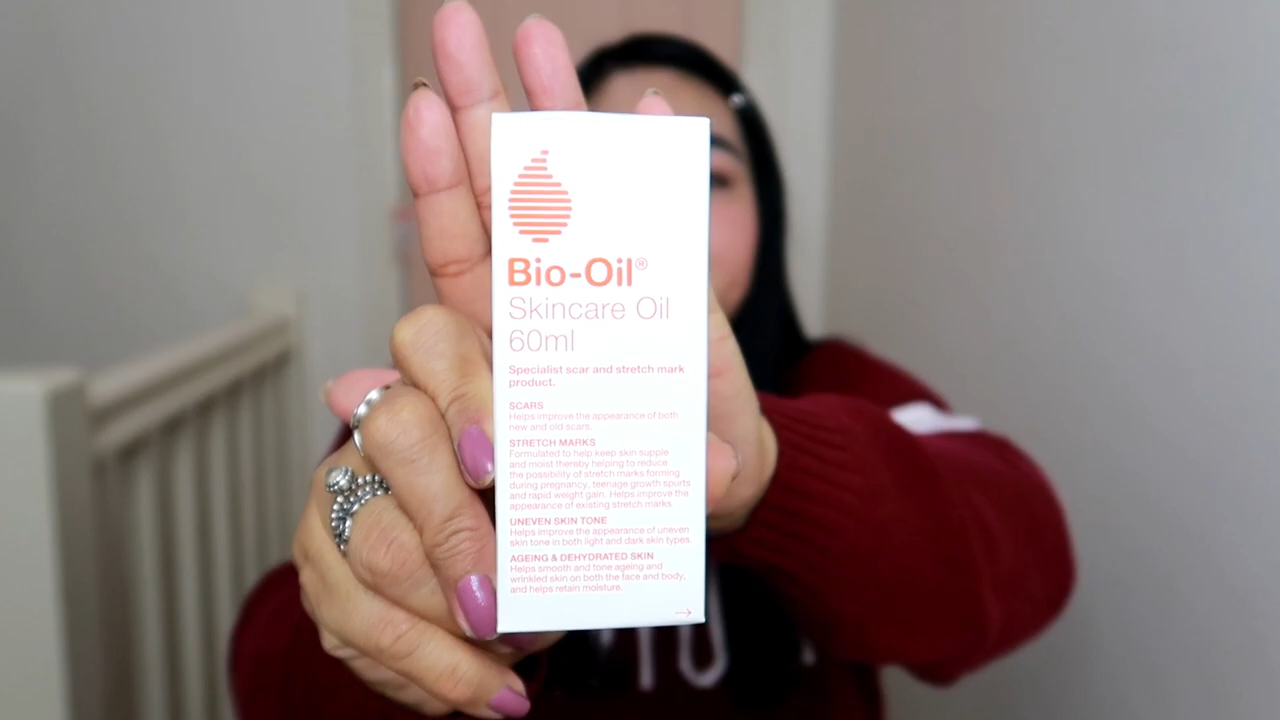 Bio-Oil®
Skincare Oil
60ml
Specialist scar and stretch mark
product.
SCARS
Helps improve the appearance of both
new and old scars.
STRETCH MARKS
Formulated to help keep skin supple
and moist thereby helping to reduce
the possibility of stretch marks forming
during pregnancy, teenage growth spurts
and rapid weight gain. Helps improve the
appearance of existing stretch marks
UNEVEN SKIN TONE
Helps improve the appearance of uneven
skin tone in both light and dark skin types.
AGEING & DEHYDRATED SKIN
Helps smooth and tone ageing and
wrinkled skin on both the face and body,
and helps retain moisture.